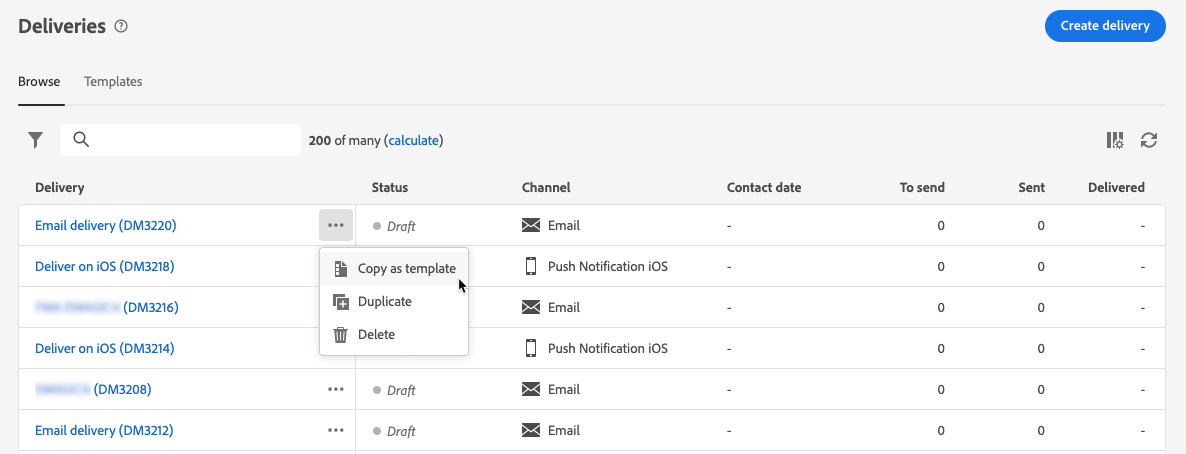 Deliveries
Create delivery
Browse Templates
200 of many (calculate)
Delivery Status Channel Contact date To send Sent Delivered
Email delivery (DM3220) Draft Email - 0 0 -
Deliver on iOS (DM3218) Copy as template Push Notification iOS - 0 0 -
(DM3216) Duplicate Email - 0 0 -
Delete
Deliver on iOS (DM3214) Push Notification iOS - 0 0 -
(DM3208) Draft Email - 0 0 -
Email delivery (DM3212) Draft Email - 0 0 -